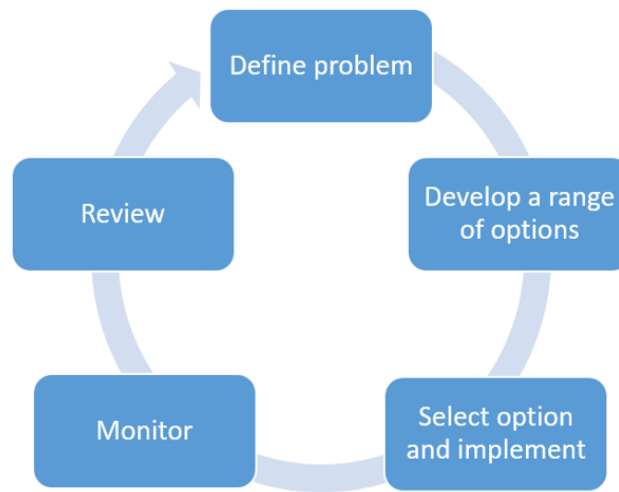 Define problem
Develop a range
of options
Select option
and implement
Monitor
Review